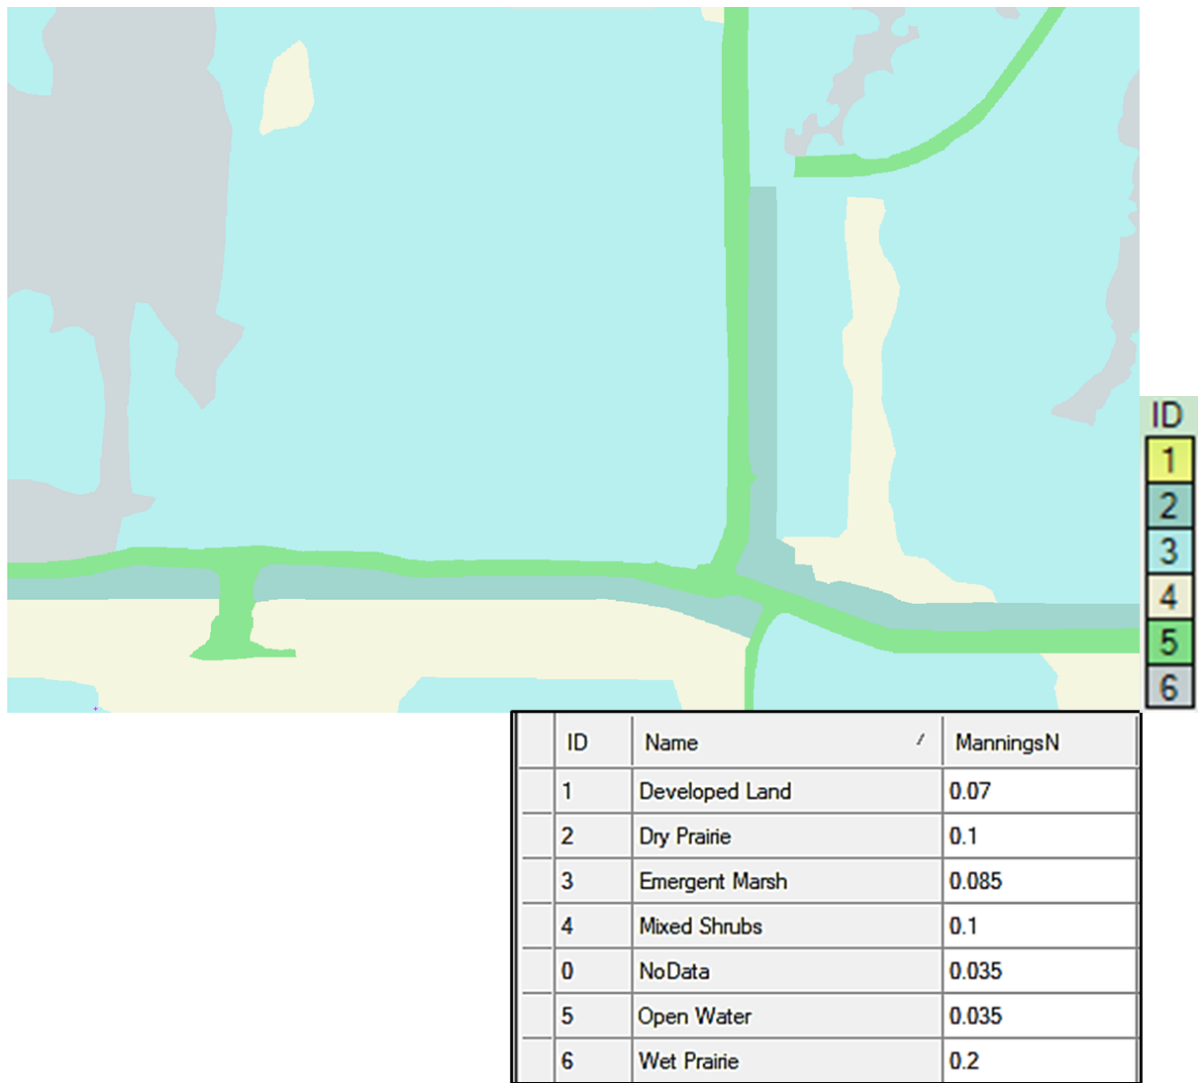 ID
1
2
3
4
5
6
ID Name / ManningsN
1 Developed Land 0.07
2 Dry Prairie 0.1
3 Emergent Marsh 0.085
4 Mixed Shrubs 0.1
0 NoData 0.035
5 Open Water 0.035
6 Wet Prairie 0.2